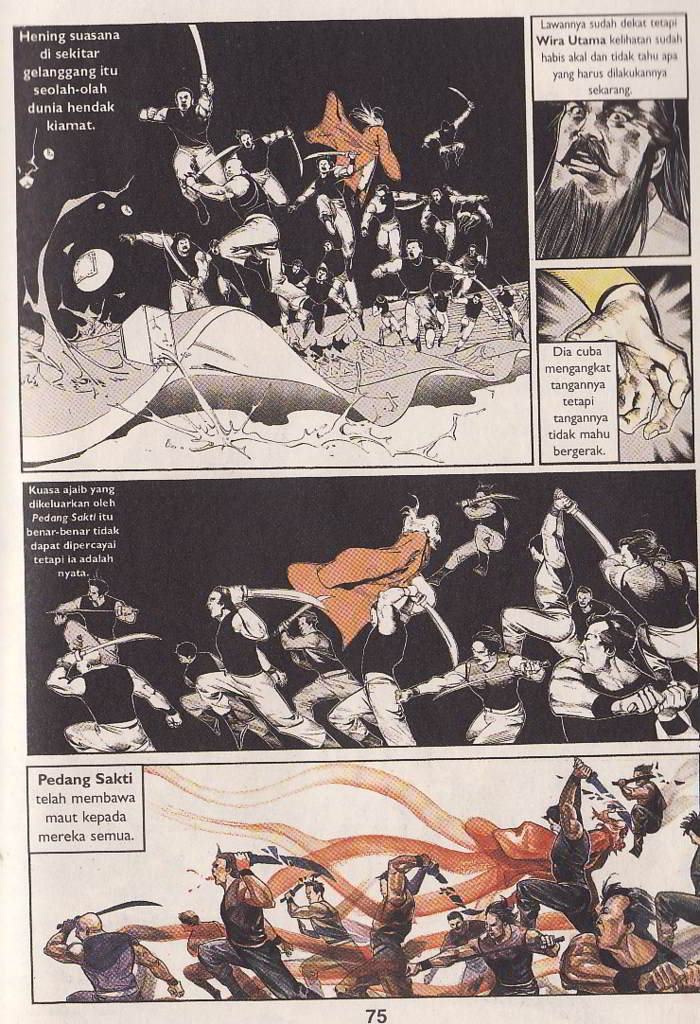 Hening suasana
di sekitar
gelanggang itu
seolah-olah
dunia hendak
kiamat.
Lawannya sudah dekat tetapi
Wira Utama kelihatan sudah
habis akal dan tidak tahu apa
yang harus dilakukannya
sekarang.
Dia cuba
mengangkat
tangannya
tetapi
tangannya
tidak mahu
bergerak.
Kuasa ajaib yang
dikeluarkan oleh
Pedang Sakti itu
benar-benar tidak
dapat dipercayai
tetapi ia adalah
nyata.
Pedang Sakti
telah membawa
maut kepada
mereka semua.
75